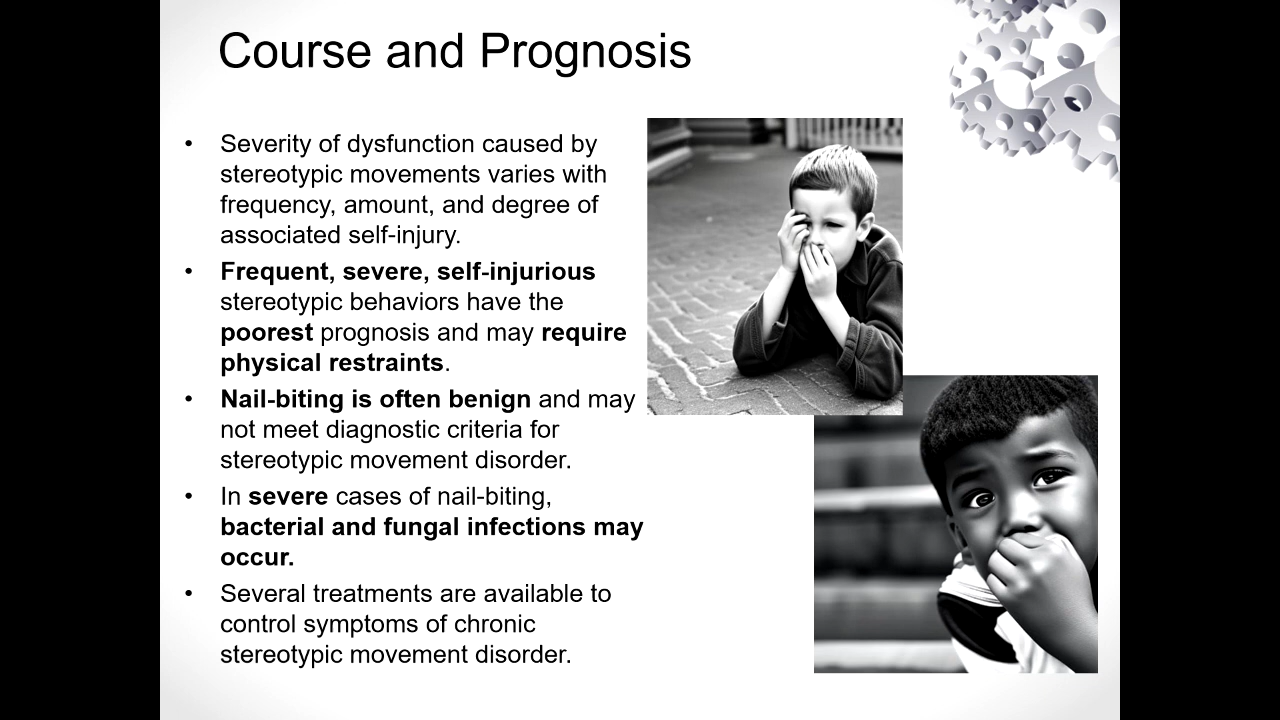 Course and Prognosis
• Severity of dysfunction caused by
stereotypic movements varies with
frequency, amount, and degree of
associated self-injury.
• Frequent, severe, self-injurious
stereotypic behaviors have the
poorest prognosis and may require
physical restraints.
• Nail-biting is often benign and may
not meet diagnostic criteria for
stereotypic movement disorder.
• In severe cases of nail-biting,
bacterial and fungal infections may
occur.
• Several treatments are available to
control symptoms of chronic
stereotypic movement disorder.